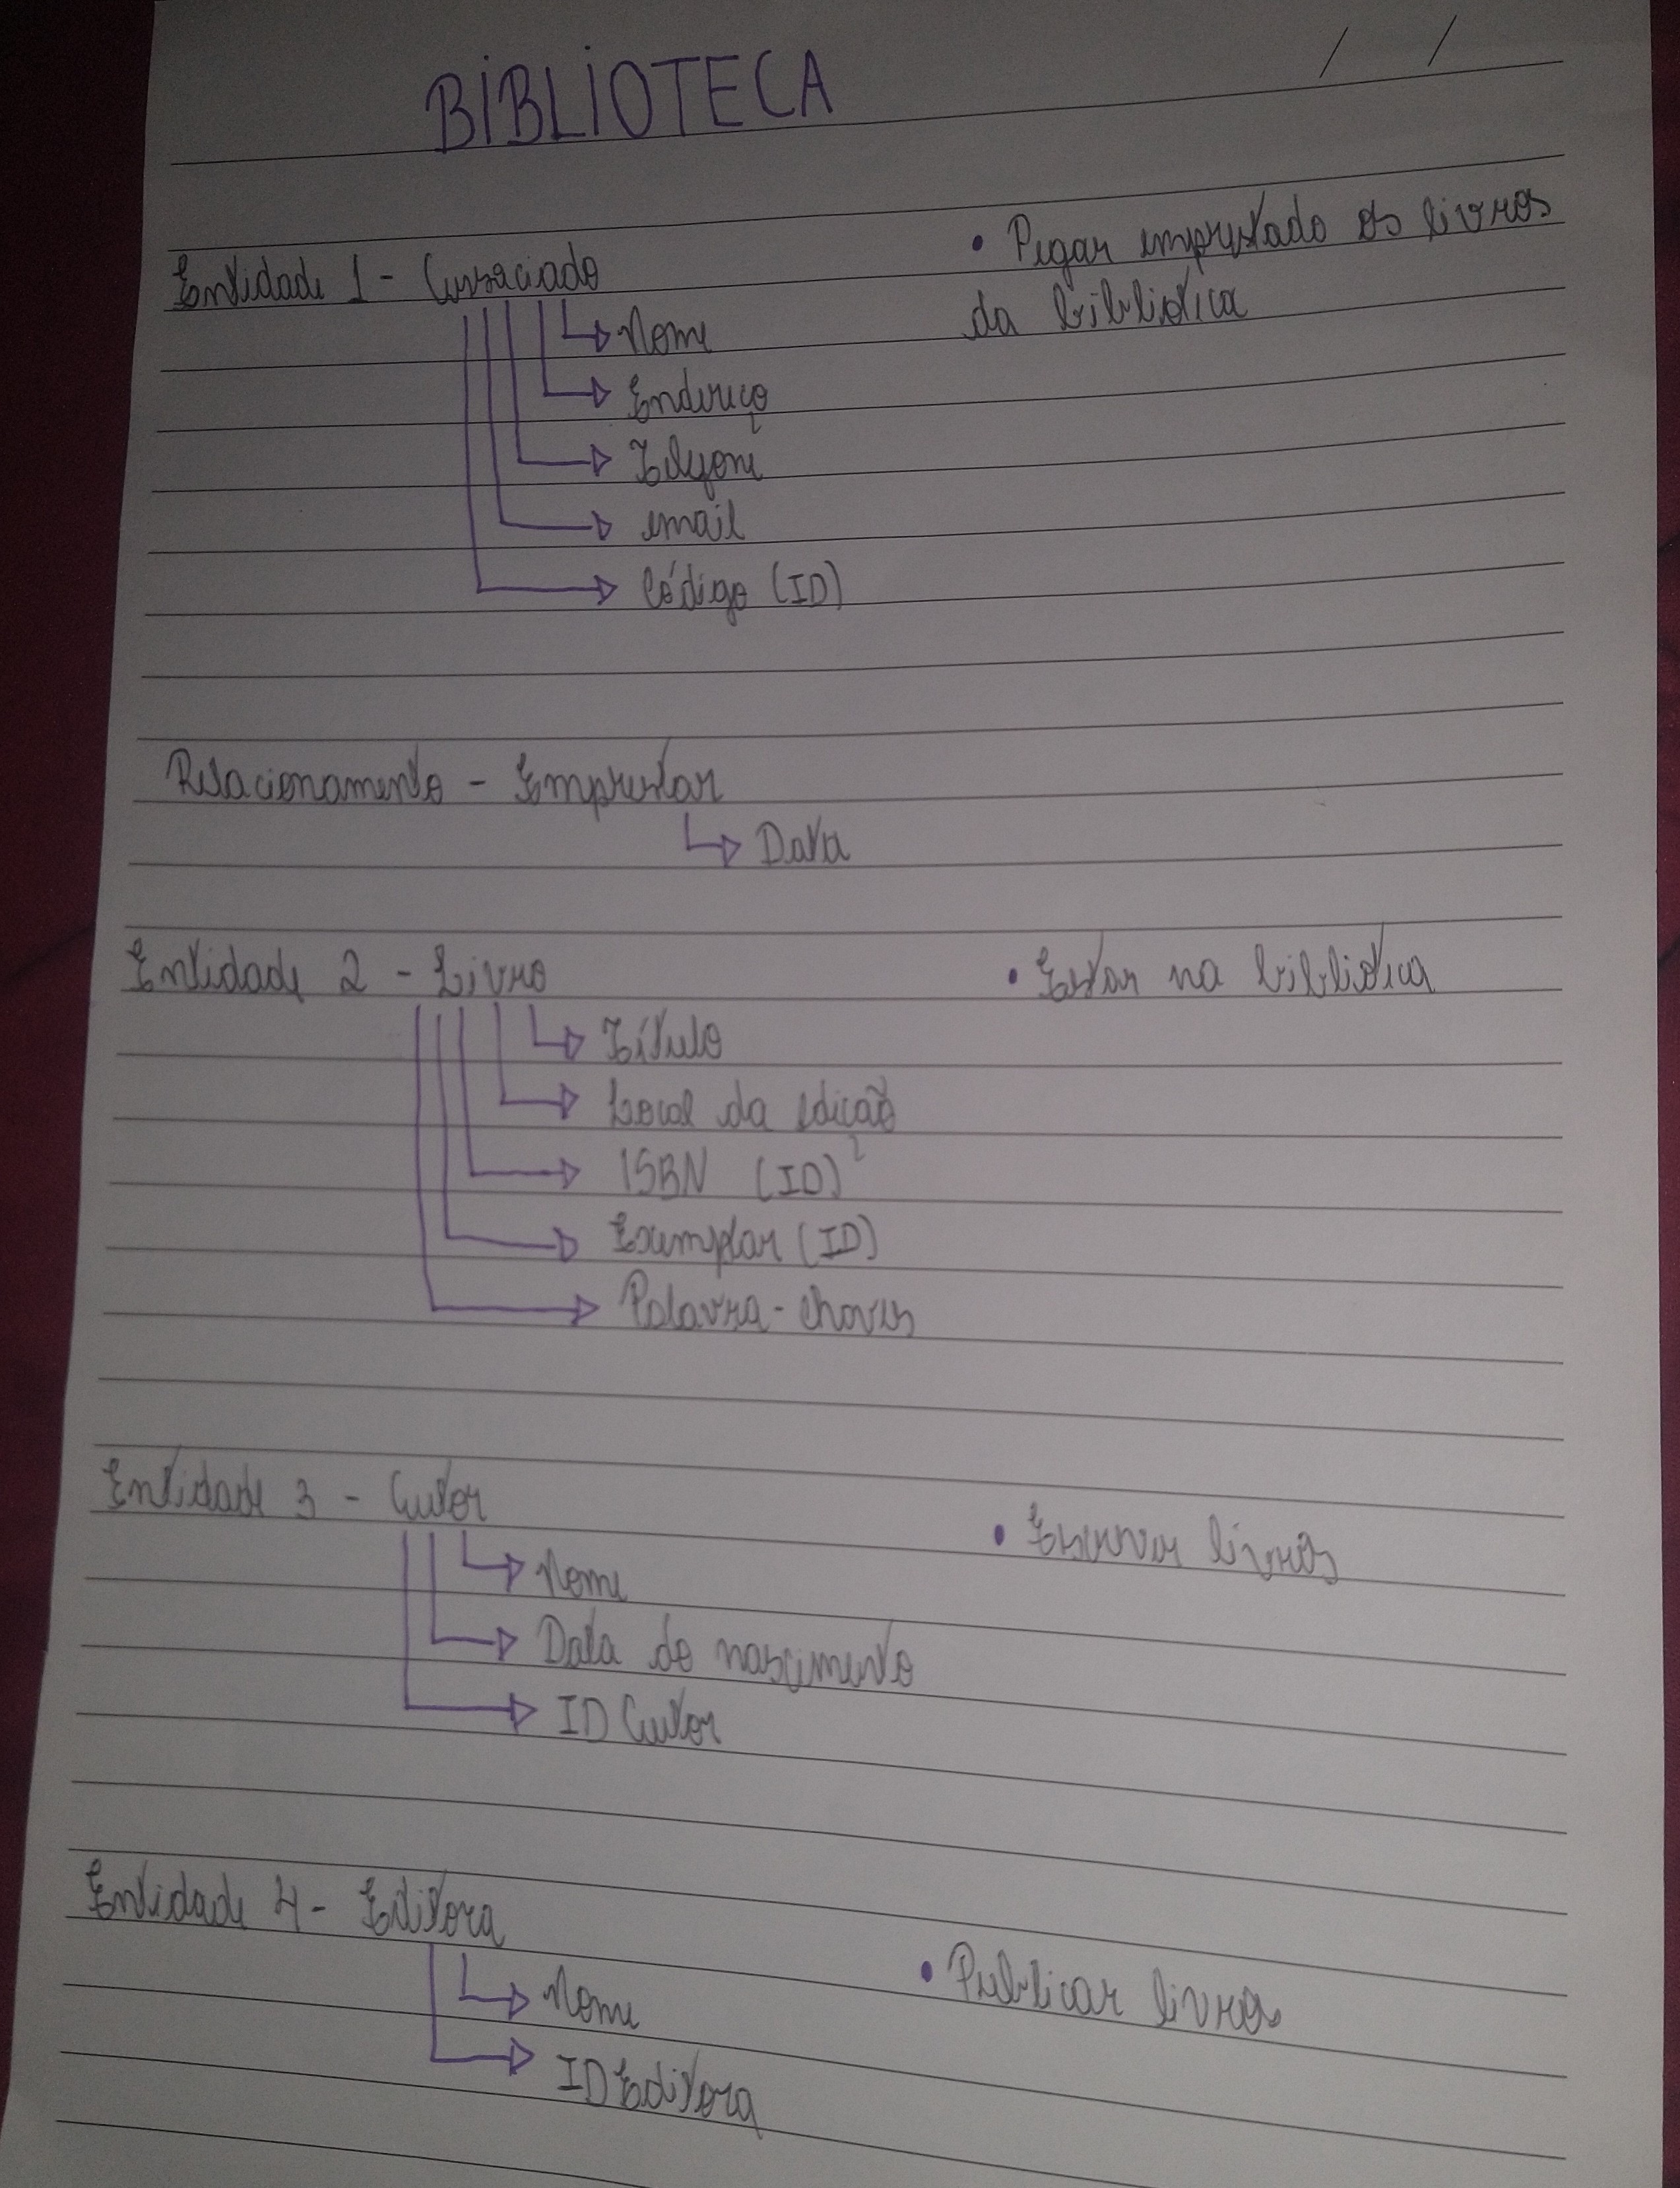 BIBLIOTECA
/ /
Entidade 1 - Associado
• Pegar emprestado os livros
da biblioteca
Nome
Endereço
Telefone
email
Código (ID)
Relacionamento - Emprestar
Data
Entidade 2 - Livro
• Estar na biblioteca
Título
Local da edição
ISBN (ID)
Exemplar (ID)
Palavra-chaves
Entidade 3 - Autor
• Escrever livros
Nome
Data de nascimento
ID Autor
Entidade 4 - Editora
• Publicar livros
Nome
ID Editora